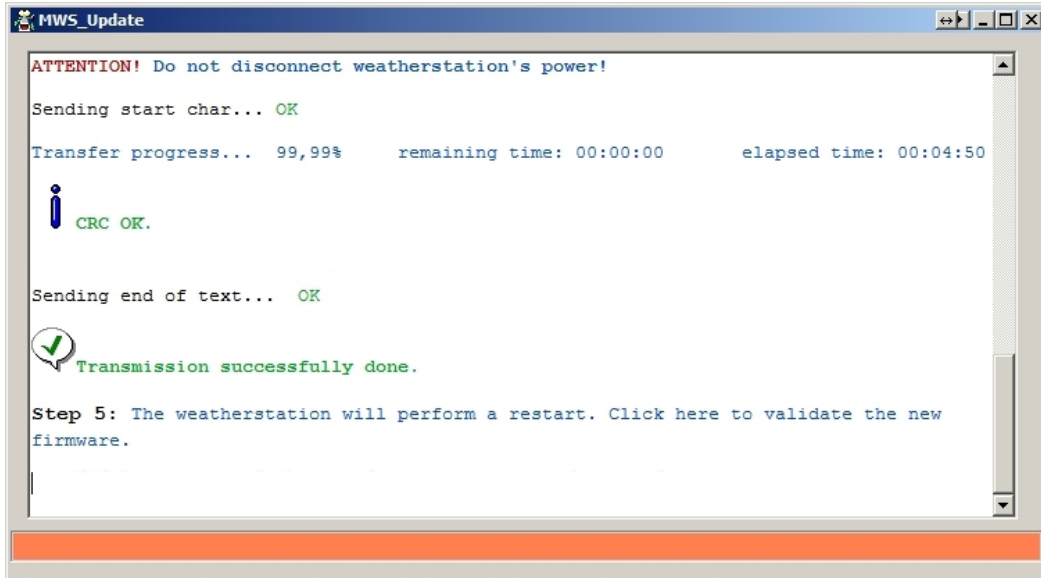 MWS_Update
ATTENTION! Do not disconnect weatherstation's power!
Sending start char... OK
Transfer progress... 99,99% remaining time: 00:00:00 elapsed time: 00:04:50
CRC OK.
Sending end of text... OK
Transmission successfully done.
Step 5: The weatherstation will perform a restart. Click here to validate the new
firmware.